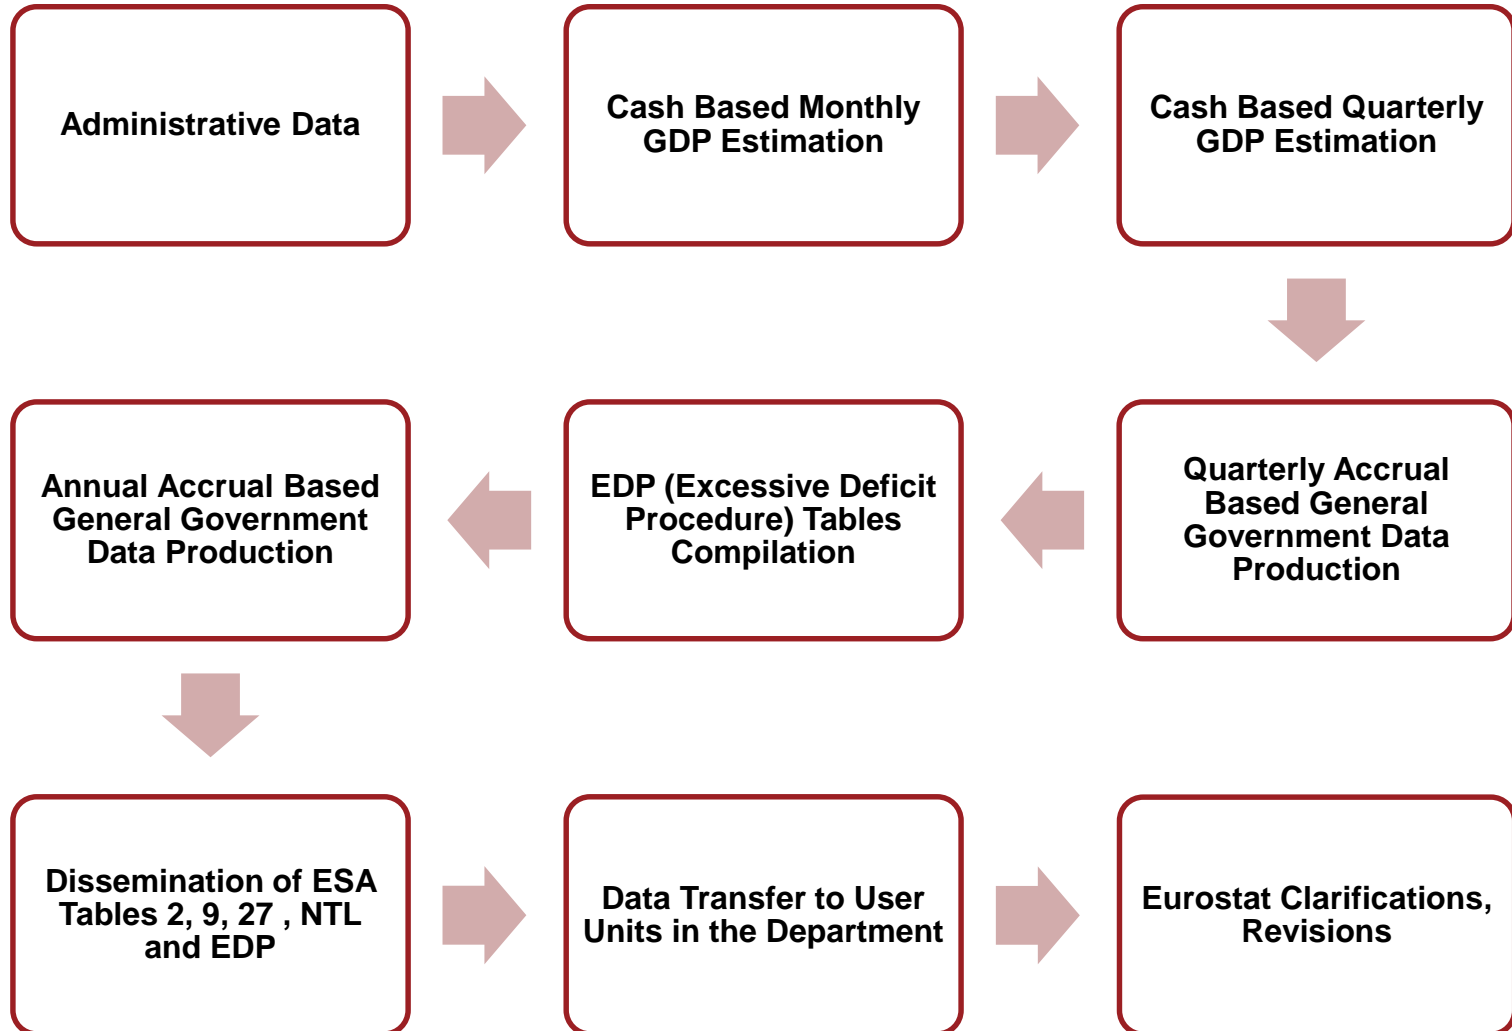 Administrative Data
Cash Based Monthly
GDP Estimation
Cash Based Quarterly
GDP Estimation
Quarterly Accrual
Based General
Government Data
Production
EDP (Excessive Deficit
Procedure) Tables
Compilation
Annual Accrual Based
General Government
Data Production
Dissemination of ESA
Tables 2, 9, 27 , NTL
and EDP
Data Transfer to User
Units in the Department
Eurostat Clarifications,
Revisions